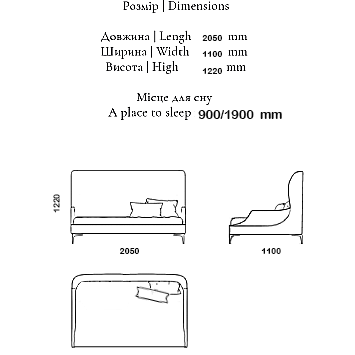 Розмір | Dimensions
Довжина | Lengh 2050 mm
Ширина | Width 1100 mm
Висота | High 1220 mm
Місце для сну
A place to sleep 900/1900 mm
1220
2050
1100